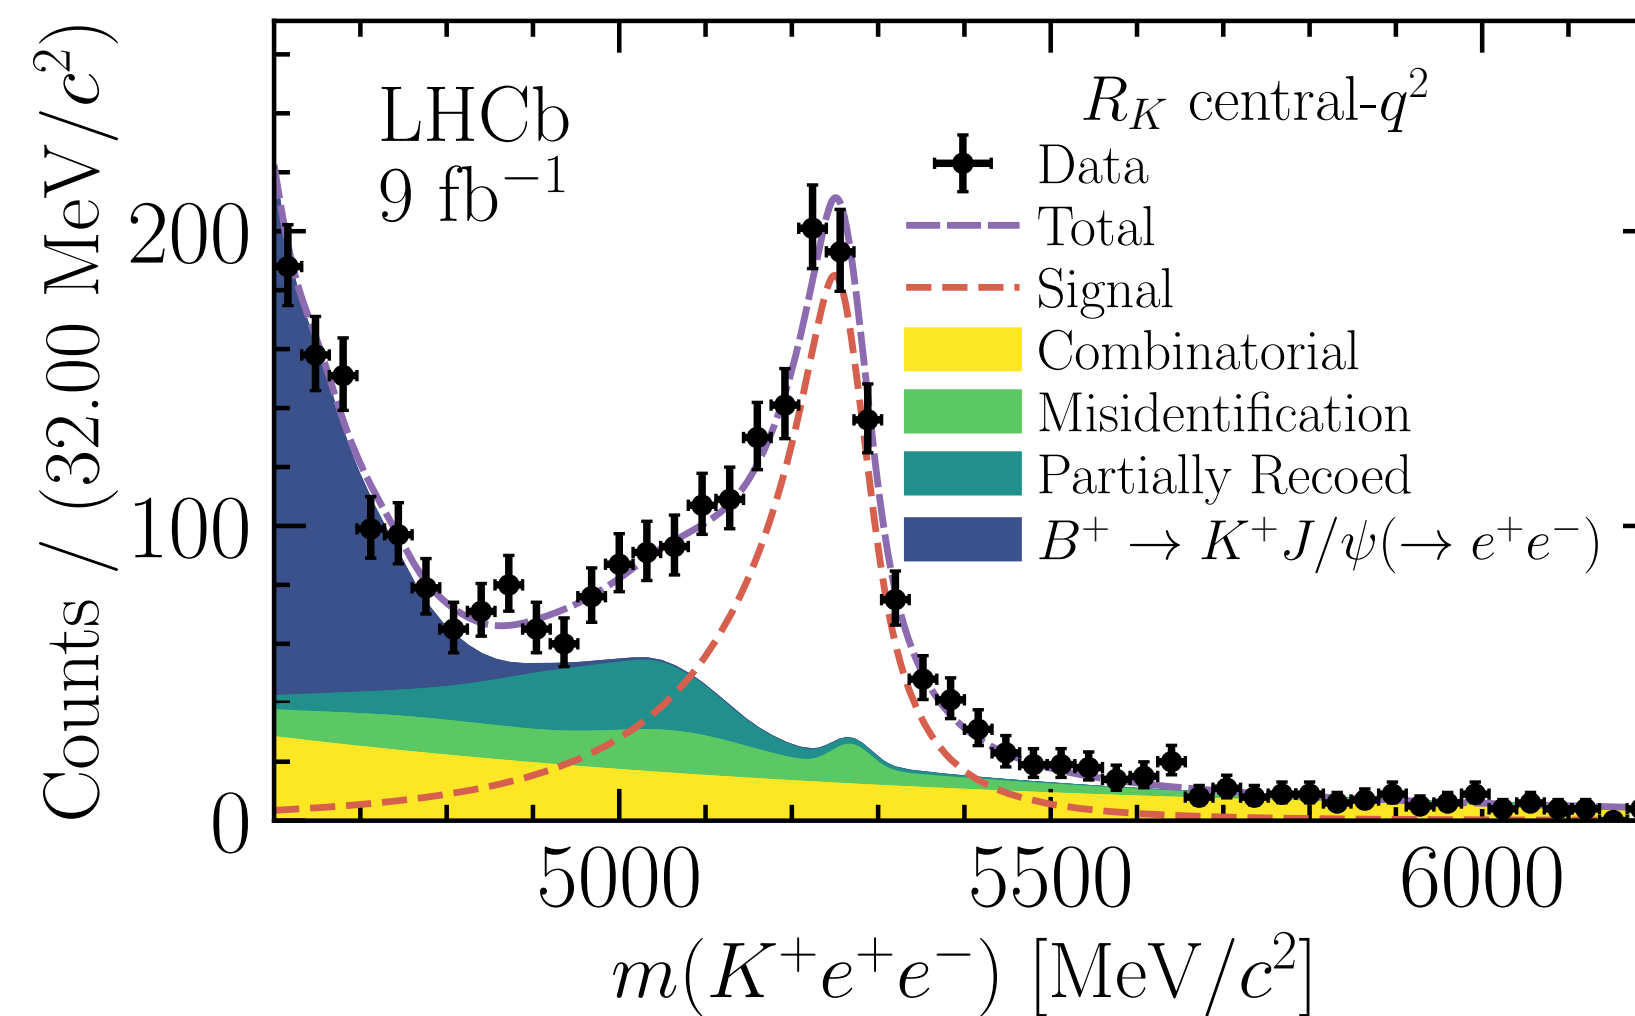 LHCb
9 fb⁻¹
R_K central-q²
Data
Total
Signal
Combinatorial
Misidentification
Partially Recoed
B⁺ → K⁺J/ψ(→ e⁺e⁻)
Counts / (32.00 MeV/c²)
200
100
0
5000 5500 6000
m(K⁺e⁺e⁻) [MeV/c²]